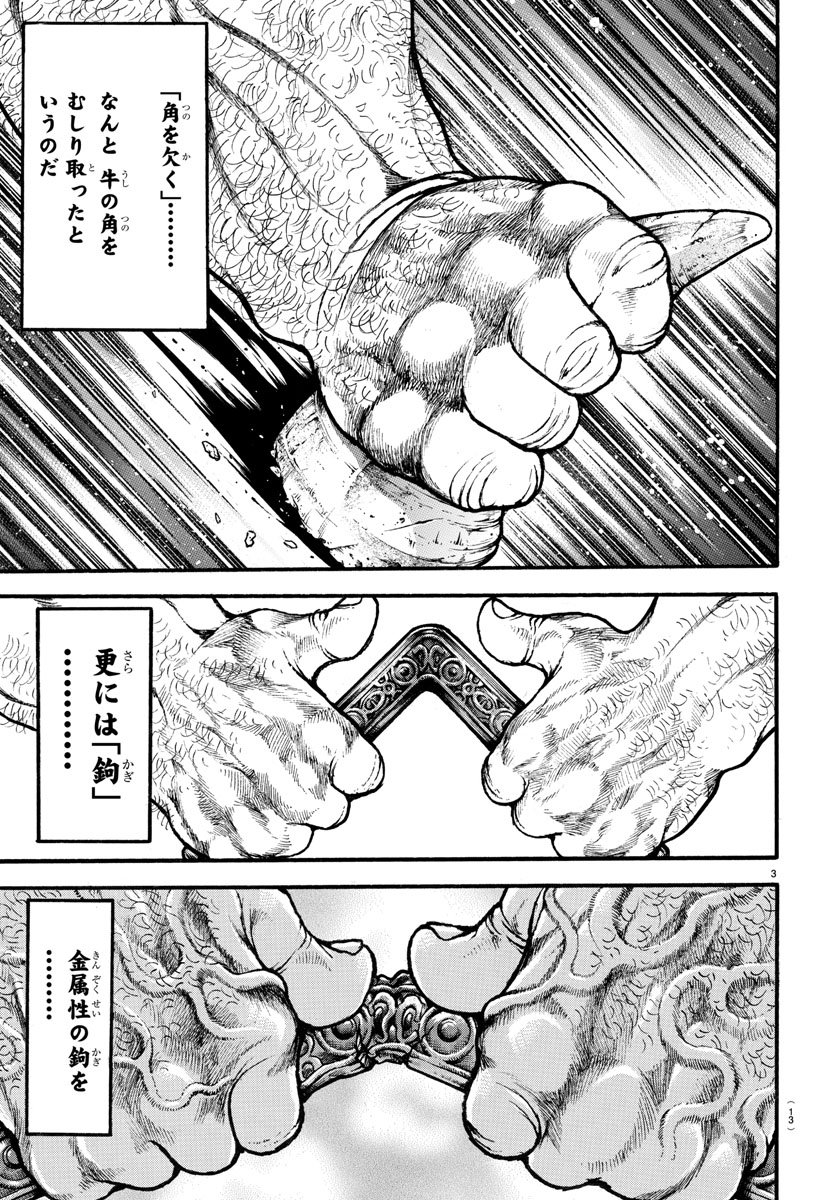 「角を欠く」………
なんと 牛の角を
むしり取ったと
いうのだ
更には「鉤」
…………
3
金属性の鉤を
………
(13)